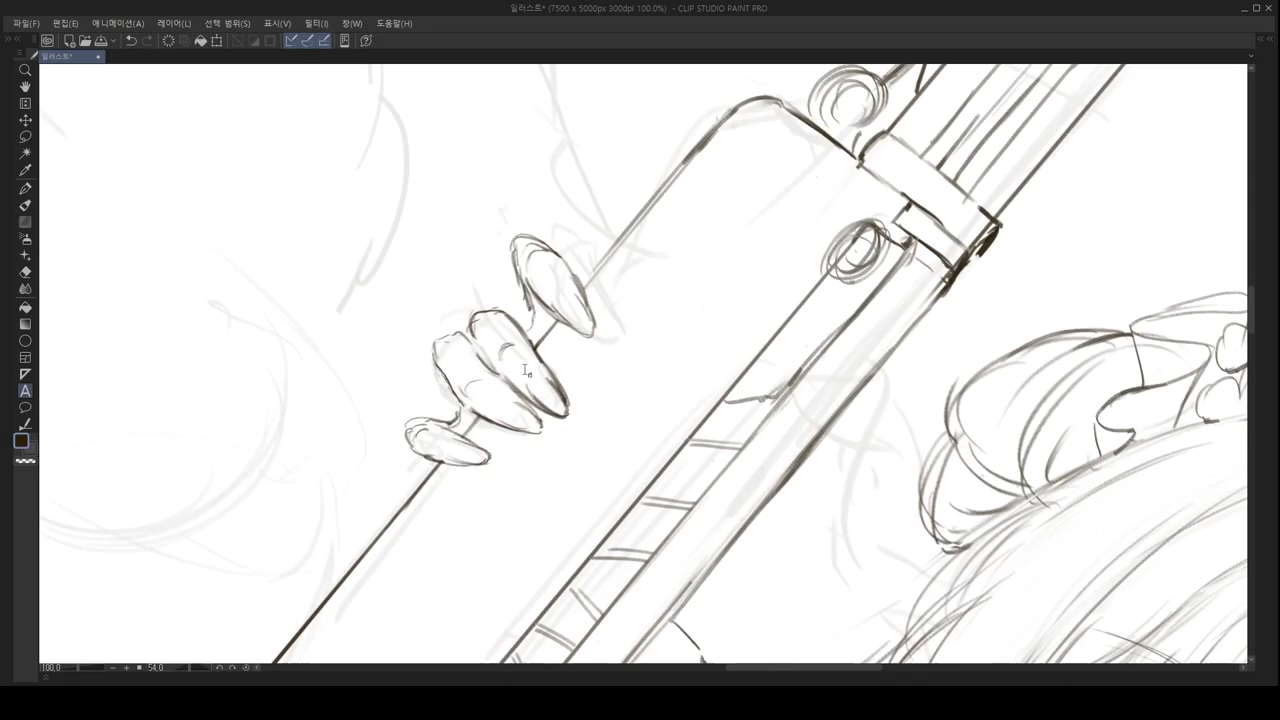 일러스트* (7500 x 5000px 300dpi 100.0%) - CLIP STUDIO PAINT PRO
파일(F) 편집(E) 애니메이션(A) 레이어(L) 선택 범위(S) 표시(V) 필터(I) 창(W) 도움말(H)
일러스트*
A
100.0 54.0